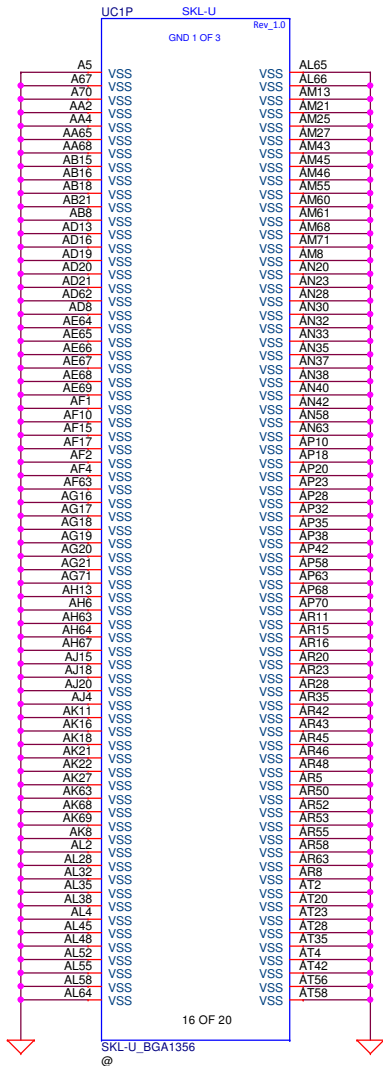 UC1P SKL-U
Rev_1.0
GND 1 OF 3
A5 VSS VSS AL65
A67 VSS VSS AL66
A70 VSS VSS AM13
AA2 VSS VSS AM21
AA4 VSS VSS AM25
AA65 VSS VSS AM27
AA68 VSS VSS AM43
AB15 VSS VSS AM45
AB16 VSS VSS AM46
AB18 VSS VSS AM55
AB21 VSS VSS AM60
AB8 VSS VSS AM61
AD13 VSS VSS AM68
AD16 VSS VSS AM71
AD19 VSS VSS AM8
AD20 VSS VSS AN20
AD21 VSS VSS AN23
AD62 VSS VSS AN28
AD8 VSS VSS AN30
AE64 VSS VSS AN32
AE65 VSS VSS AN33
AE66 VSS VSS AN35
AE67 VSS VSS AN37
AE68 VSS VSS AN38
AE69 VSS VSS AN40
AF1 VSS VSS AN42
AF10 VSS VSS AN58
AF15 VSS VSS AN63
AF17 VSS VSS AP10
AF2 VSS VSS AP18
AF4 VSS VSS AP20
AF63 VSS VSS AP23
AG16 VSS VSS AP28
AG17 VSS VSS AP32
AG18 VSS VSS AP35
AG19 VSS VSS AP38
AG20 VSS VSS AP42
AG21 VSS VSS AP58
AG71 VSS VSS AP63
AH13 VSS VSS AP68
AH6 VSS VSS AP70
AH63 VSS VSS AR11
AH64 VSS VSS AR15
AH67 VSS VSS AR16
AJ15 VSS VSS AR20
AJ18 VSS VSS AR23
AJ20 VSS VSS AR28
AJ4 VSS VSS AR35
AK11 VSS VSS AR42
AK16 VSS VSS AR43
AK18 VSS VSS AR45
AK21 VSS VSS AR46
AK22 VSS VSS AR48
AK27 VSS VSS AR5
AK63 VSS VSS AR50
AK68 VSS VSS AR52
AK69 VSS VSS AR53
AK8 VSS VSS AR55
AL2 VSS VSS AR58
AL28 VSS VSS AR63
AL32 VSS VSS AR8
AL35 VSS VSS AT2
AL38 VSS VSS AT20
AL4 VSS VSS AT23
AL45 VSS VSS AT28
AL48 VSS VSS AT35
AL52 VSS VSS AT4
AL55 VSS VSS AT42
AL58 VSS VSS AT56
AL64 VSS VSS AT58
16 OF 20
SKL-U_BGA1356
@